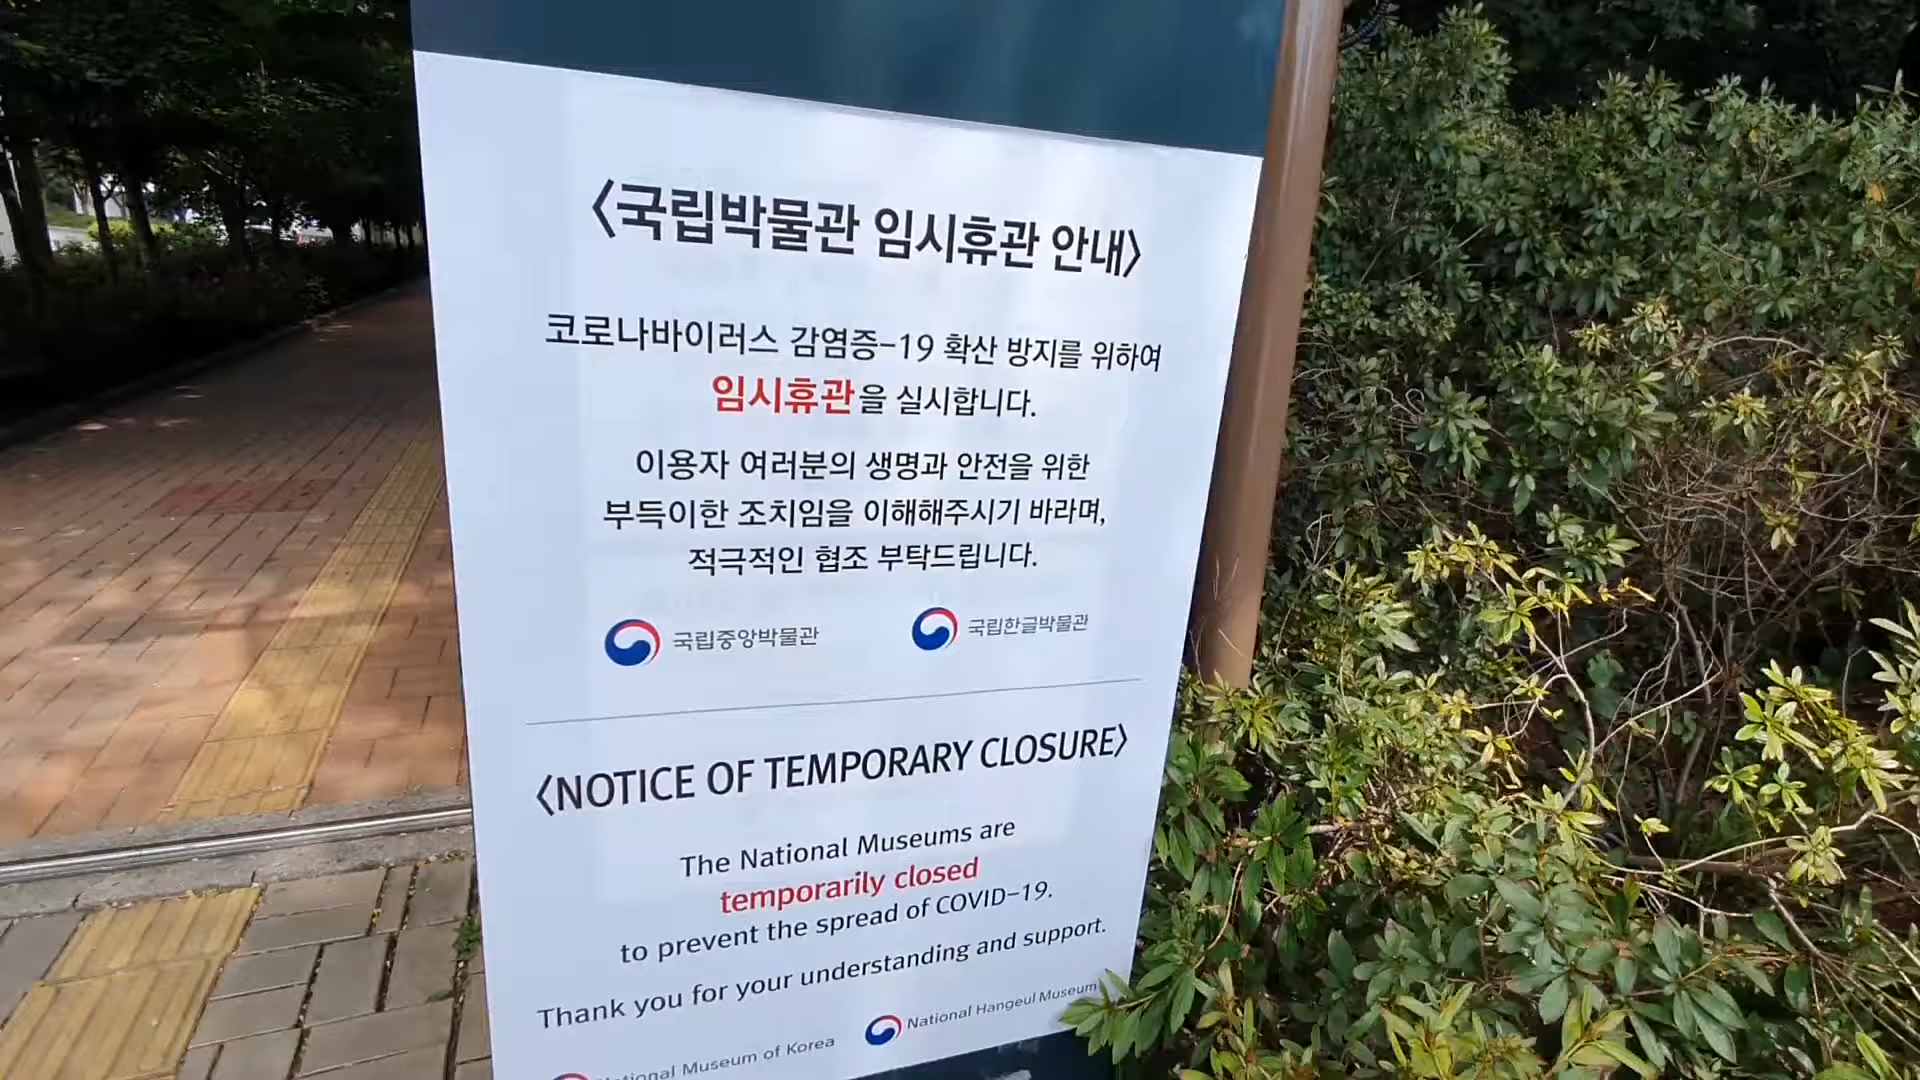 〈국립박물관 임시휴관 안내〉
코로나바이러스 감염증-19 확산 방지를 위하여
임시휴관을 실시합니다.
이용자 여러분의 생명과 안전을 위한
부득이한 조치임을 이해해주시기 바라며,
적극적인 협조 부탁드립니다.
국립중앙박물관 국립한글박물관
〈NOTICE OF TEMPORARY CLOSURE〉
The National Museums are
temporarily closed
to prevent the spread of COVID-19.
Thank you for your understanding and support.
National Museum of Korea National Hangeul Museum